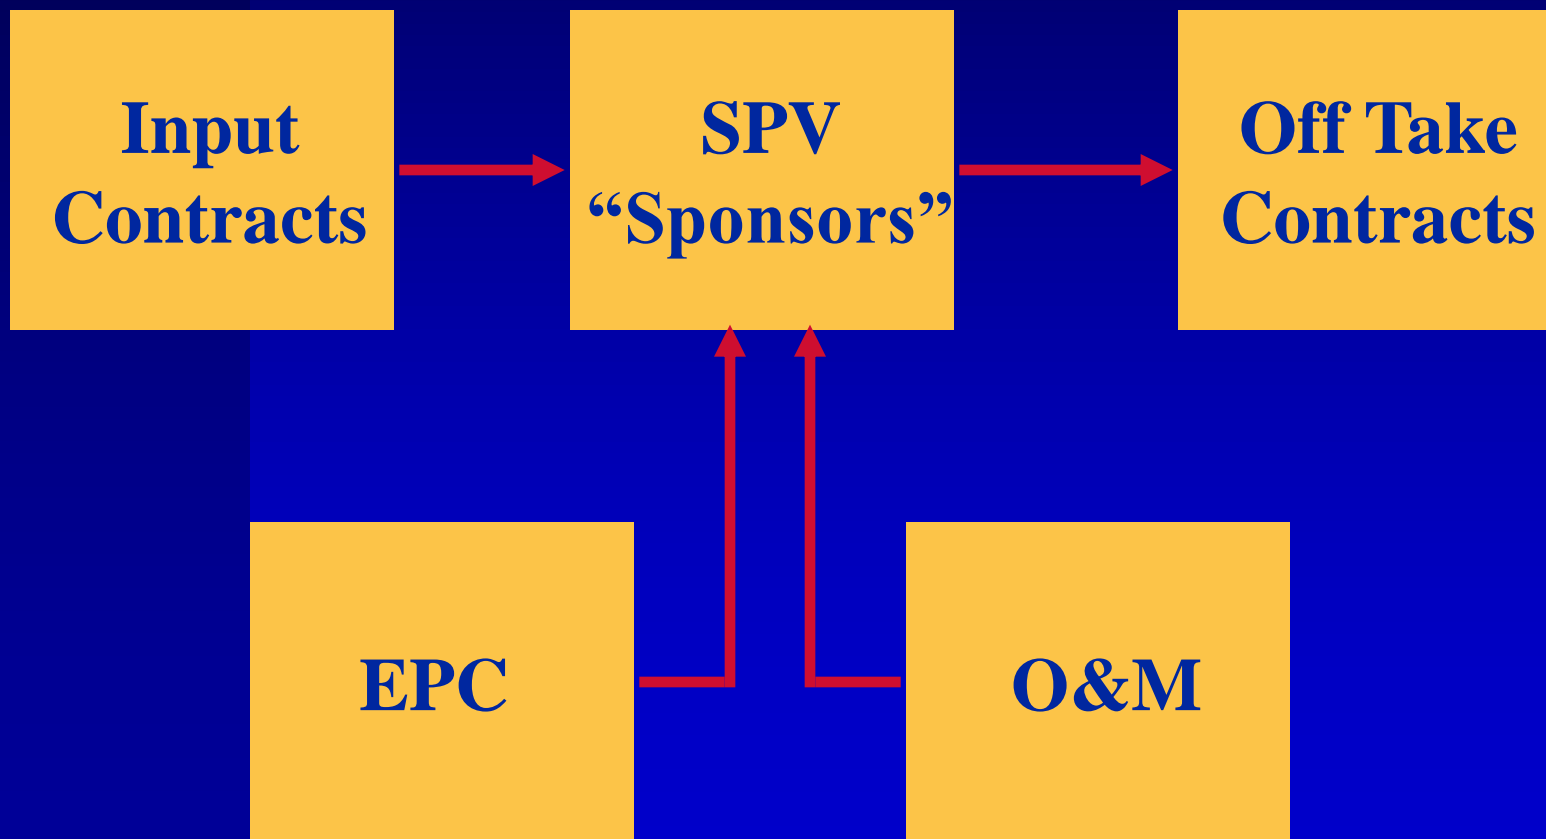 Input
Contracts
SPV
“Sponsors”
Off Take
Contracts
EPC
O&M